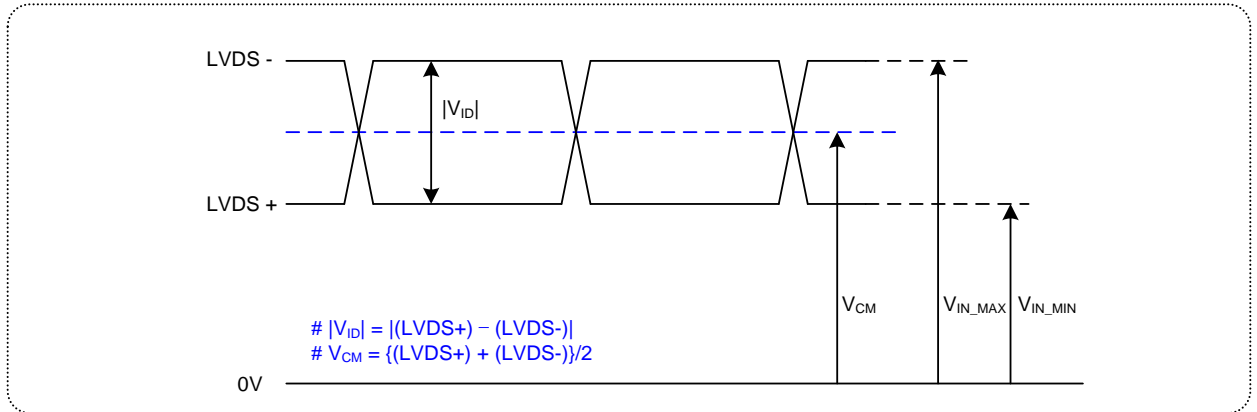 LVDS -
|VID|
LVDS +
VCM
VIN_MAX
VIN_MIN
# |VID| = |(LVDS+) – (LVDS-)|
# VCM = {(LVDS+) + (LVDS-)}/2
0V